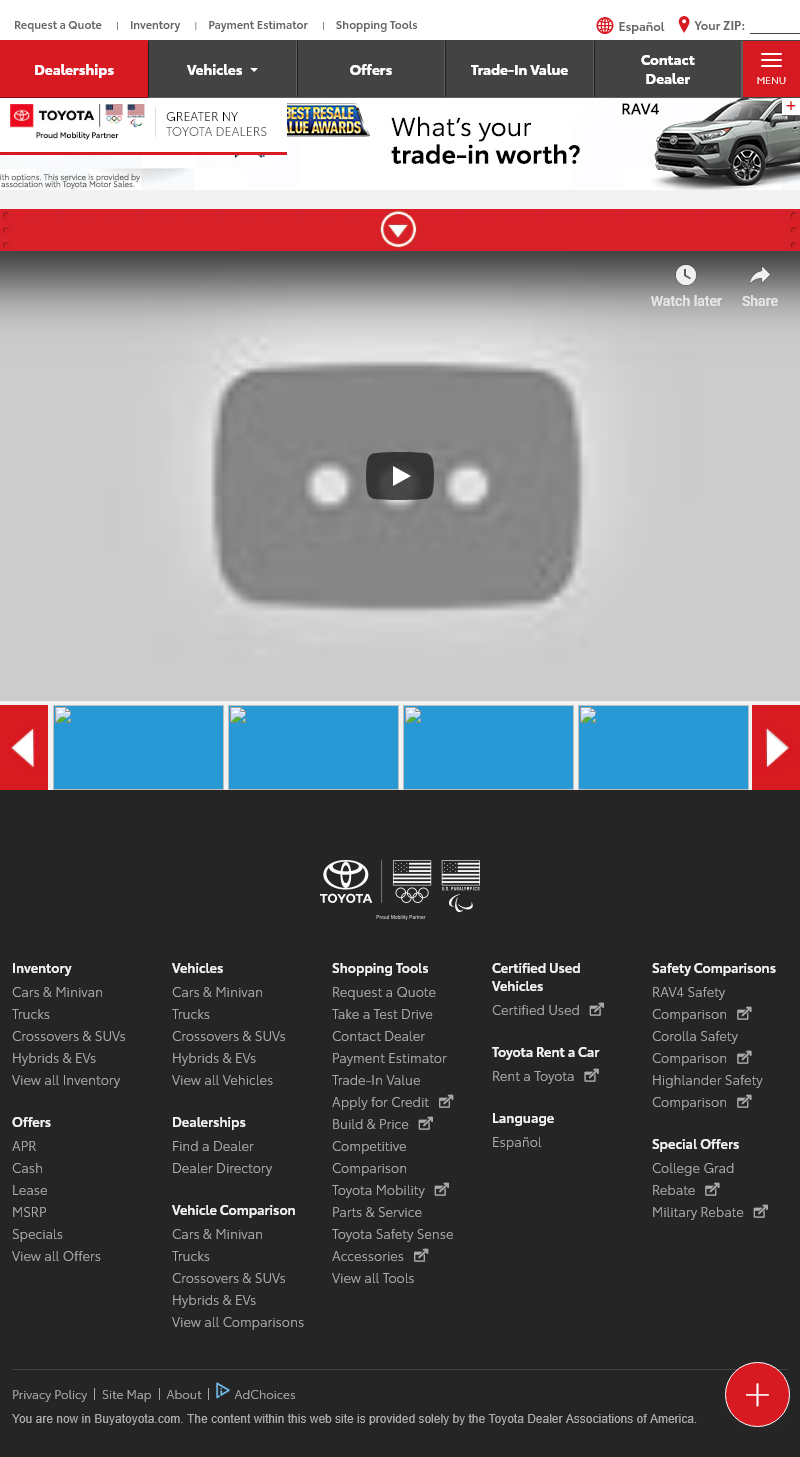 Request a Quote | Inventory | Payment Estimator | Shopping Tools Español Your ZIP:
Dealerships Vehicles Offers Trade-In Value Contact Dealer MENU
TOYOTA
Proud Mobility Partner
GREATER NY
TOYOTA DEALERS
BEST RESALE
LUE AWARDS
What's your
trade-in worth?
RAV4
ith options. This service is provided by
association with Toyota Motor Sales.
Watch later Share
TOYOTA
U.S. PARALYMPICS
Proud Mobility Partner
Inventory
Cars & Minivan
Trucks
Crossovers & SUVs
Hybrids & EVs
View all Inventory
Offers
APR
Cash
Lease
MSRP
Specials
View all Offers
Vehicles
Cars & Minivan
Trucks
Crossovers & SUVs
Hybrids & EVs
View all Vehicles
Dealerships
Find a Dealer
Dealer Directory
Vehicle Comparison
Cars & Minivan
Trucks
Crossovers & SUVs
Hybrids & EVs
View all Comparisons
Shopping Tools
Request a Quote
Take a Test Drive
Contact Dealer
Payment Estimator
Trade-In Value
Apply for Credit
Build & Price
Competitive
Comparison
Toyota Mobility
Parts & Service
Toyota Safety Sense
Accessories
View all Tools
Certified Used
Vehicles
Certified Used
Toyota Rent a Car
Rent a Toyota
Language
Español
Safety Comparisons
RAV4 Safety
Comparison
Corolla Safety
Comparison
Highlander Safety
Comparison
Special Offers
College Grad
Rebate
Military Rebate
Privacy Policy | Site Map | About | AdChoices
You are now in Buyatoyota.com. The content within this web site is provided solely by the Toyota Dealer Associations of America.